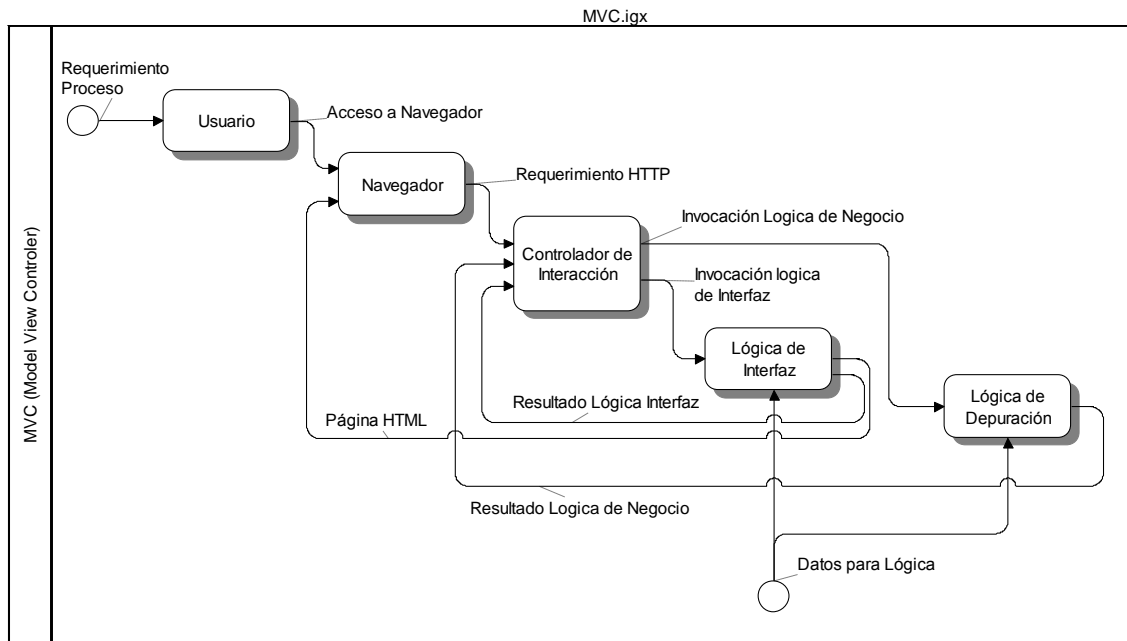 MVC.igx
MVC (Model View Controler)
Requerimiento
Proceso
Usuario
Acceso a Navegador
Navegador
Requerimiento HTTP
Controlador de
Interacción
Invocación Logica de Negocio
Invocación logica
de Interfaz
Lógica de
Interfaz
Lógica de
Depuración
Resultado Lógica Interfaz
Página HTML
Resultado Logica de Negocio
Datos para Lógica